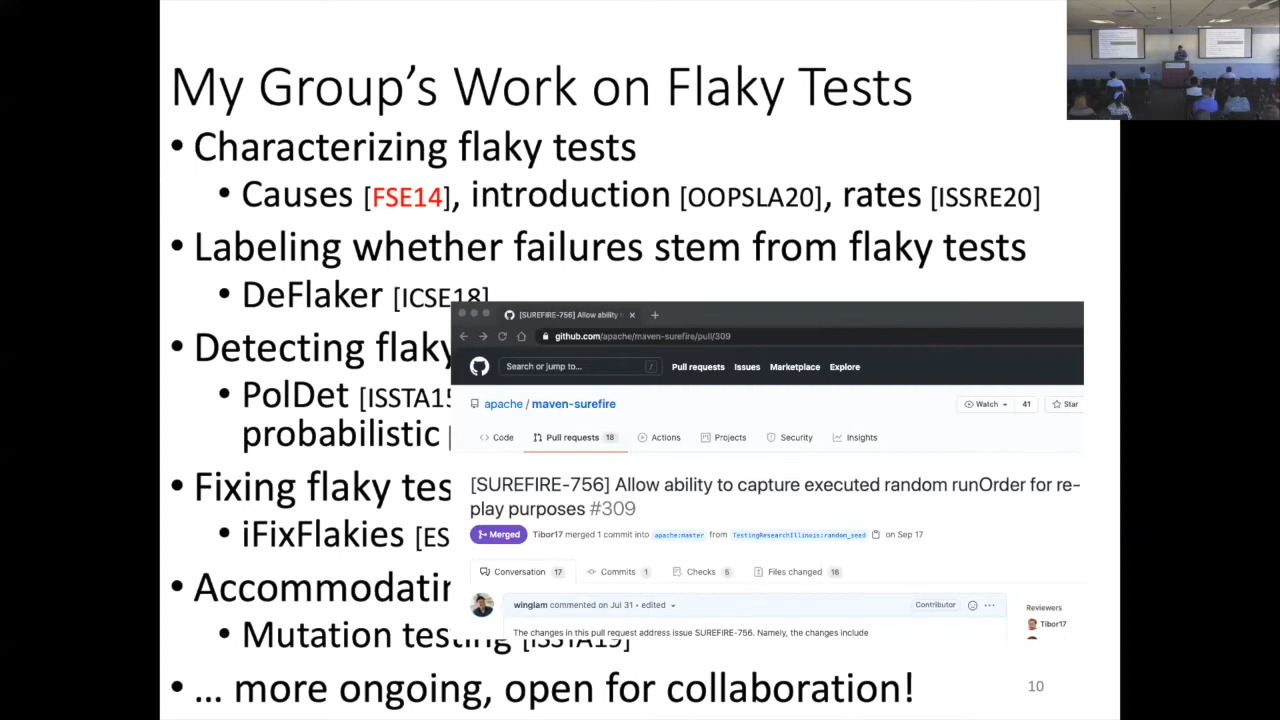 My Group's Work on Flaky Tests
• Characterizing flaky tests
• Causes [FSE14], introduction [OOPSLA20], rates [ISSRE20]
• Labeling whether failures stem from flaky tests
• DeFlaker [ICSE18]
• Detecting flaky
• PolDet [ISSTA15
probabilistic
• Fixing flaky tes
• iFixFlakies [ES
• Accommodatin
• Mutation testing [ISSTA19]
• … more ongoing, open for collaboration!
10
[SUREFIRE-756] Allow ability
github.com/apache/maven-surefire/pull/309
Search or jump to... / Pull requests Issues Marketplace Explore
apache / maven-surefire Watch 41 Star
Code Pull requests 18 Actions Projects Security Insights
[SUREFIRE-756] Allow ability to capture executed random runOrder for re-
play purposes #309
Merged Tibor17 merged 1 commit into apache:master from TestingResearchIllinois:random_seed on Sep 17
Conversation 17 Commits 1 Checks 5 Files changed 16
winglam commented on Jul 31 • edited Contributor
Reviewers
The changes in this pull request address issue SUREFIRE-756. Namely, the changes include
Tibor17